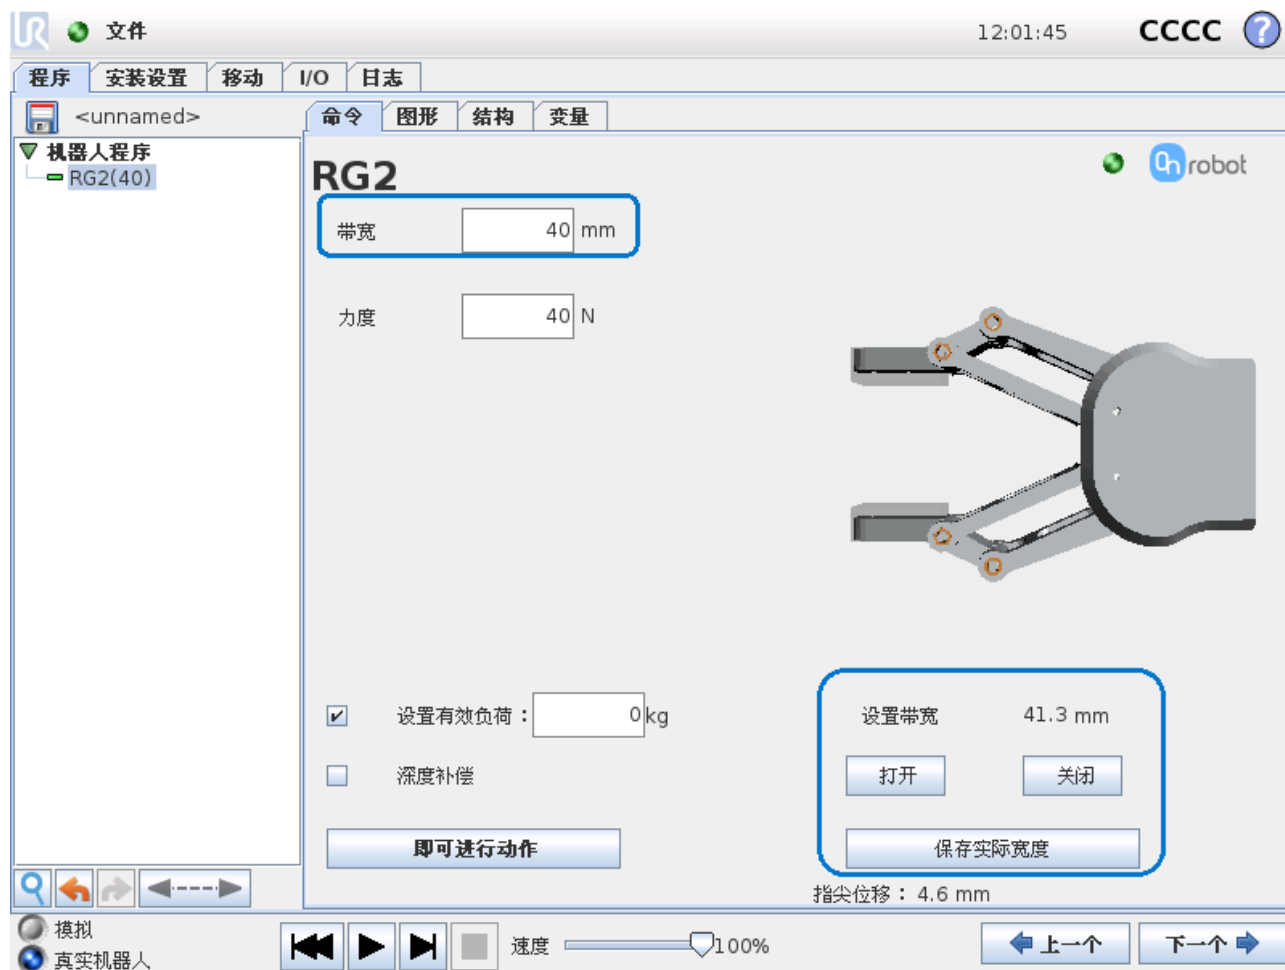 UR 文件 12:01:45 CCCC ?
程序 安装设置 移动 I/O 日志
<unnamed> 命令 图形 结构 变量
机器人程序
RG2(40)
RG2
On robot
带宽 40 mm
力度 40 N
设置有效负荷： 0 kg
深度补偿
即可进行动作
设置带宽 41.3 mm
打开 关闭
保存实际宽度
指尖位移： 4.6 mm
模拟
真实机器人
速度 100%
上一个 下一个